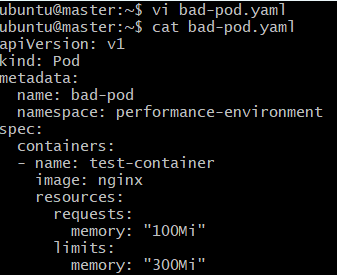 ubuntu@master:~$ vi bad-pod.yaml
ubuntu@master:~$ cat bad-pod.yaml
apiVersion: v1
kind: Pod
metadata:
  name: bad-pod
  namespace: performance-environment
spec:
  containers:
  - name: test-container
    image: nginx
    resources:
      requests:
        memory: "100Mi"
      limits:
        memory: "300Mi"